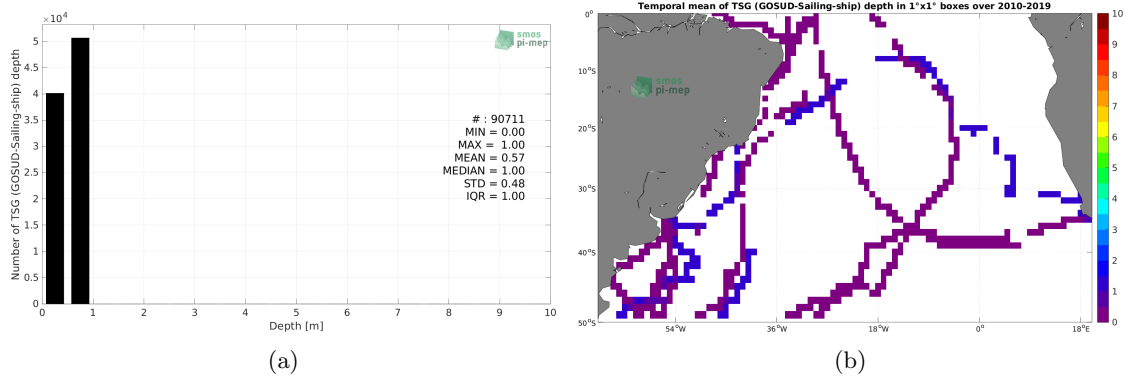 ×10⁴
5
4.5
4
3.5
3
2.5
2
1.5
1
0.5
0
Number of TSG (GOSUD-Sailing-ship) depth
smos
pi-mep
# : 90711
MIN = 0.00
MAX = 1.00
MEAN = 0.57
MEDIAN = 1.00
STD = 0.48
IQR = 1.00
0 1 2 3 4 5 6 7 8 9 10
Depth [m]
(a)
Temporal mean of TSG (GOSUD-Sailing-ship) depth in 1°x1° boxes over 2010-2019
0°
10°S
20°S
30°S
40°S
50°S
smos
pi-mep
54°W 36°W 18°W 0° 18°E
10
9
8
7
6
5
4
3
2
1
0
(b)